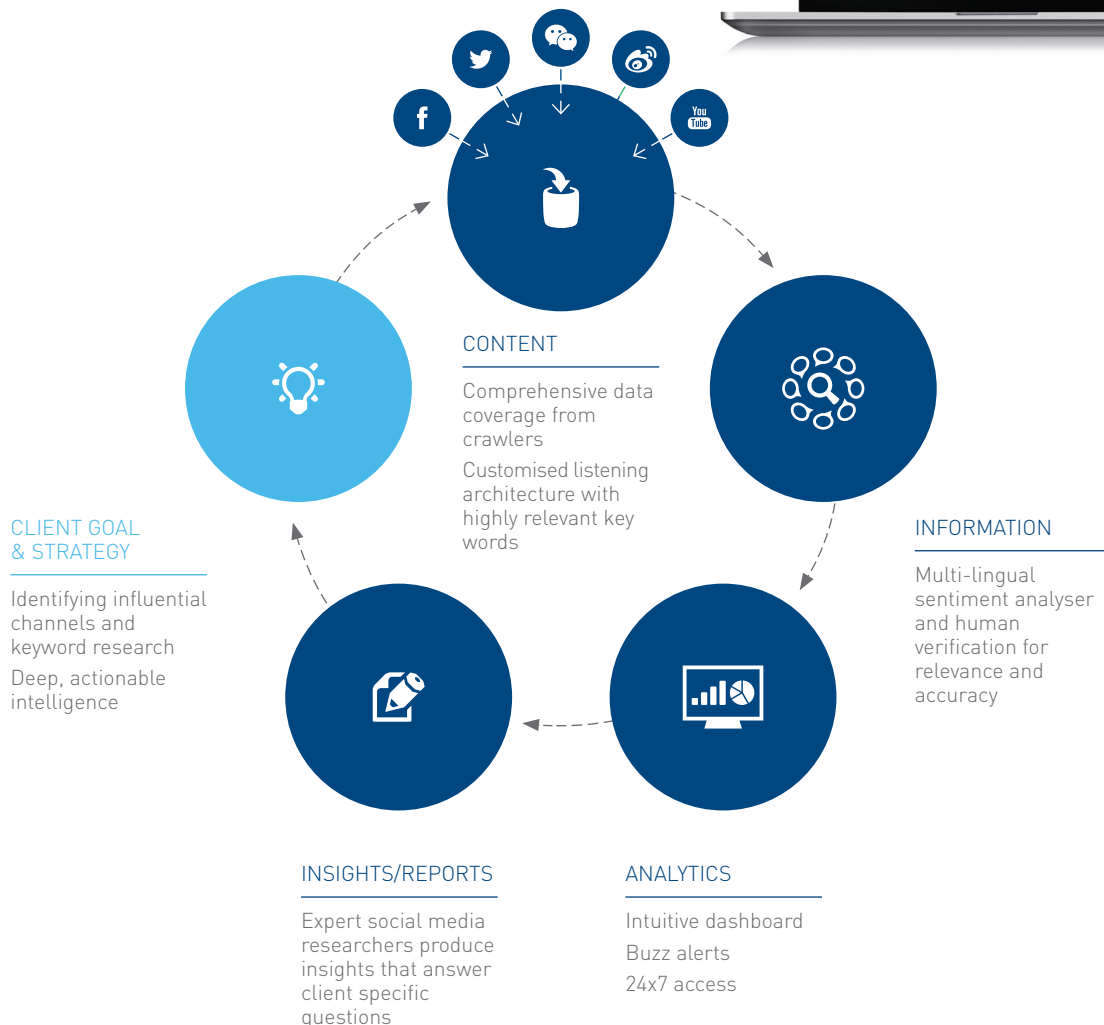 f
You
Tube
CONTENT
Comprehensive data
coverage from
crawlers
Customised listening
architecture with
highly relevant key
words
CLIENT GOAL
& STRATEGY
Identifying influential
channels and
keyword research
Deep, actionable
intelligence
INFORMATION
Multi-lingual
sentiment analyser
and human
verification for
relevance and
accuracy
INSIGHTS/REPORTS
Expert social media
researchers produce
insights that answer
client specific
questions
ANALYTICS
Intuitive dashboard
Buzz alerts
24x7 access